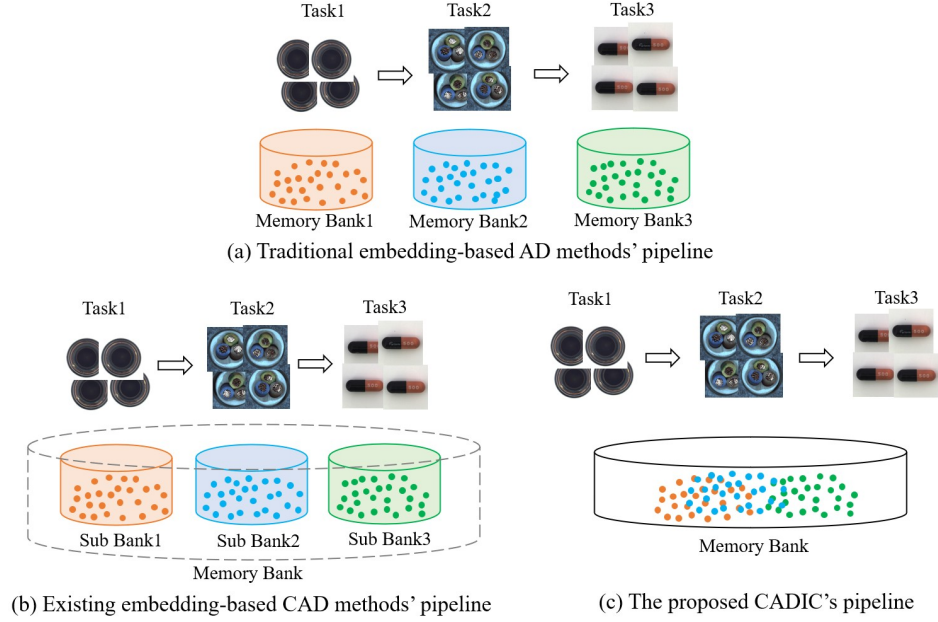 Task1
Task2
Task3
Memory Bank1
Memory Bank2
Memory Bank3
(a) Traditional embedding-based AD methods' pipeline
Task1
Task2
Task3
Sub Bank1
Sub Bank2
Sub Bank3
Memory Bank
(b) Existing embedding-based CAD methods' pipeline
Task1
Task2
Task3
Memory Bank
(c) The proposed CADIC's pipeline